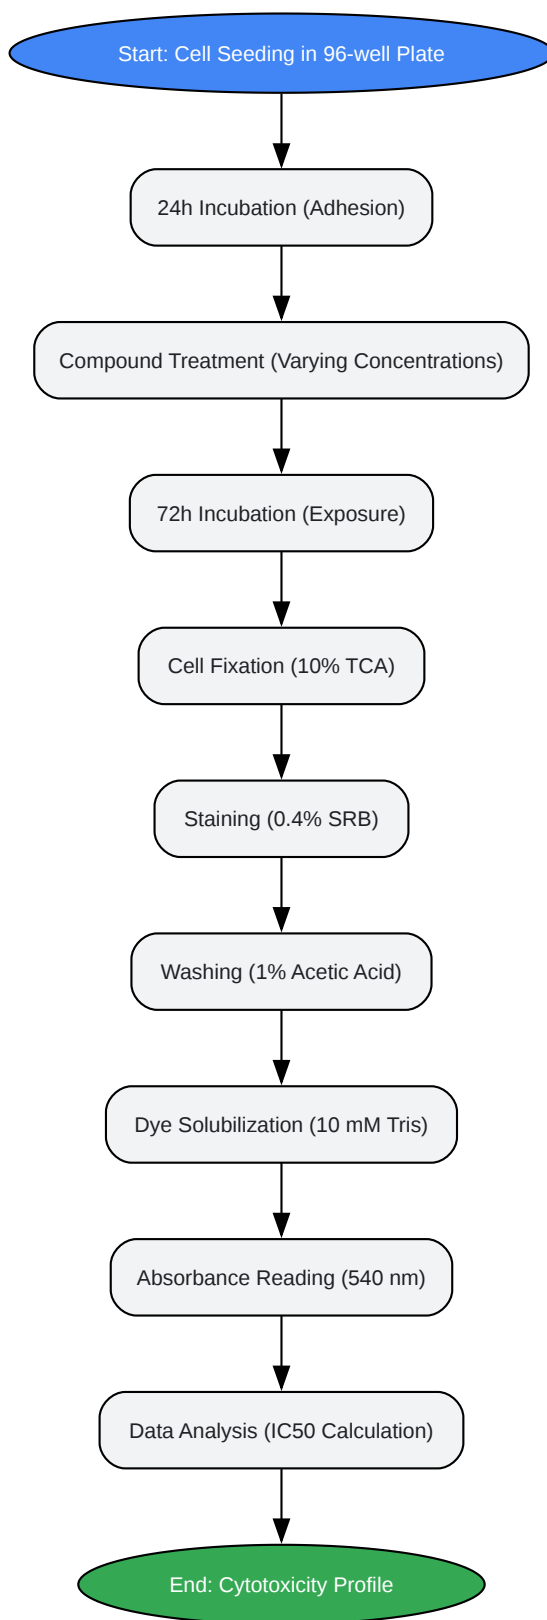 Start: Cell Seeding in 96-well Plate
24h Incubation (Adhesion)
Compound Treatment (Varying Concentrations)
72h Incubation (Exposure)
Cell Fixation (10% TCA)
Staining (0.4% SRB)
Washing (1% Acetic Acid)
Dye Solubilization (10 mM Tris)
Absorbance Reading (540 nm)
Data Analysis (IC50 Calculation)
End: Cytotoxicity Profile